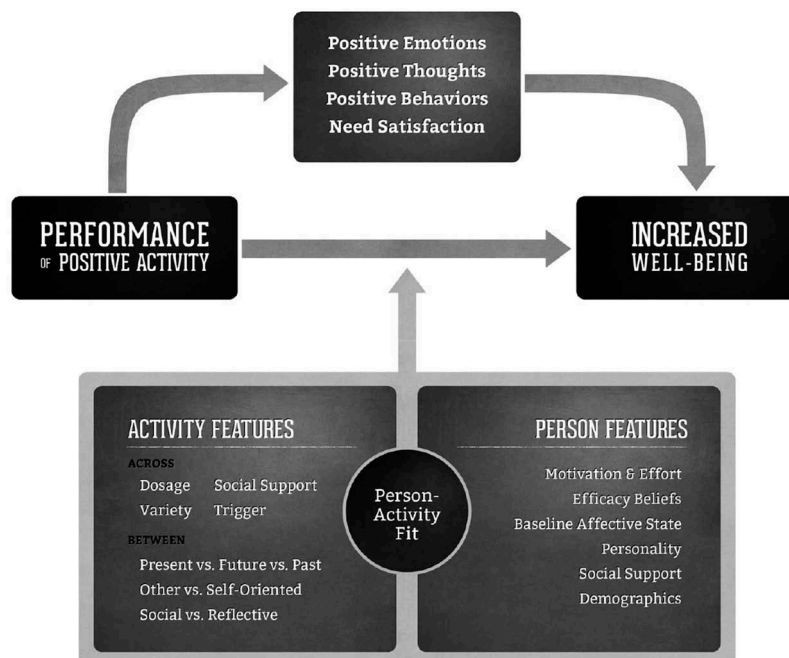 Positive Emotions
Positive Thoughts
Positive Behaviors
Need Satisfaction
PERFORMANCE
OF POSITIVE ACTIVITY
INCREASED
WELL-BEING
ACTIVITY FEATURES
ACROSS
Dosage Social Support
Variety Trigger
BETWEEN
Present vs. Future vs. Past
Other vs. Self-Oriented
Social vs. Reflective
Person-
Activity
Fit
PERSON FEATURES
Motivation & Effort
Efficacy Beliefs
Baseline Affective State
Personality
Social Support
Demographics